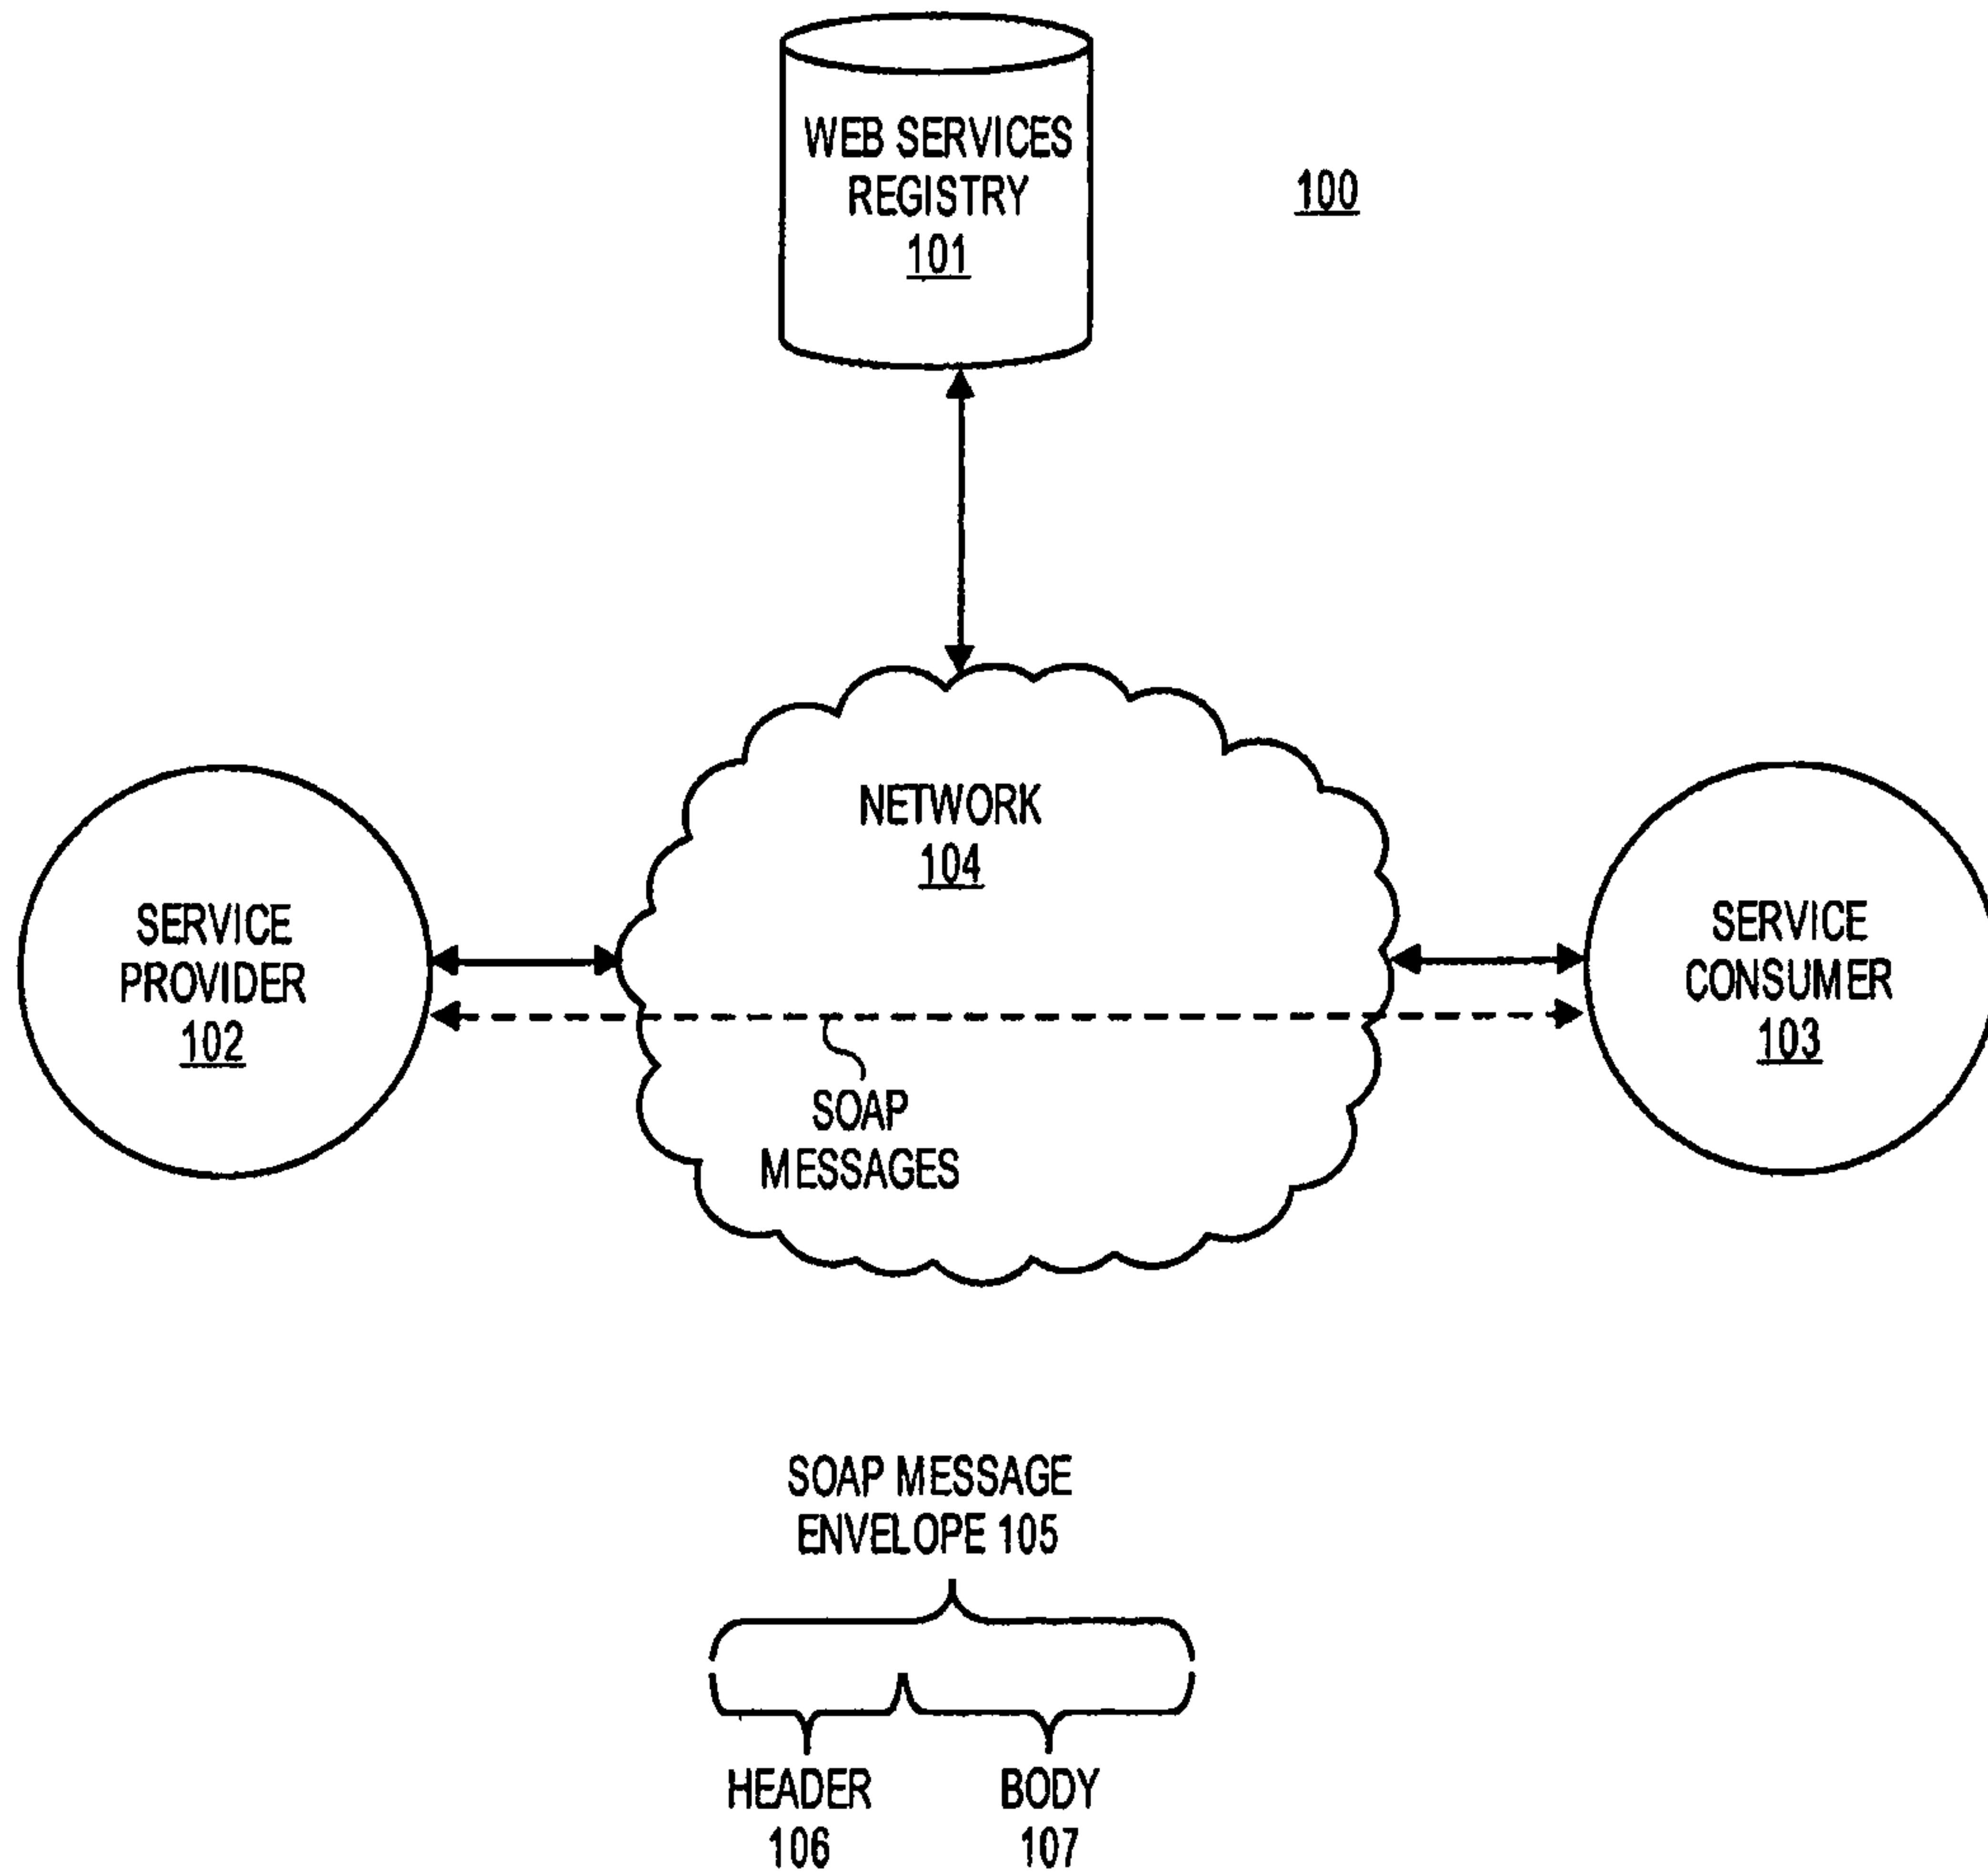 WEB SERVICES
REGISTRY
101
100
NETWORK
104
SERVICE
PROVIDER
102
SERVICE
CONSUMER
103
SOAP
MESSAGES
SOAP MESSAGE
ENVELOPE 105
HEADER
106
BODY
107